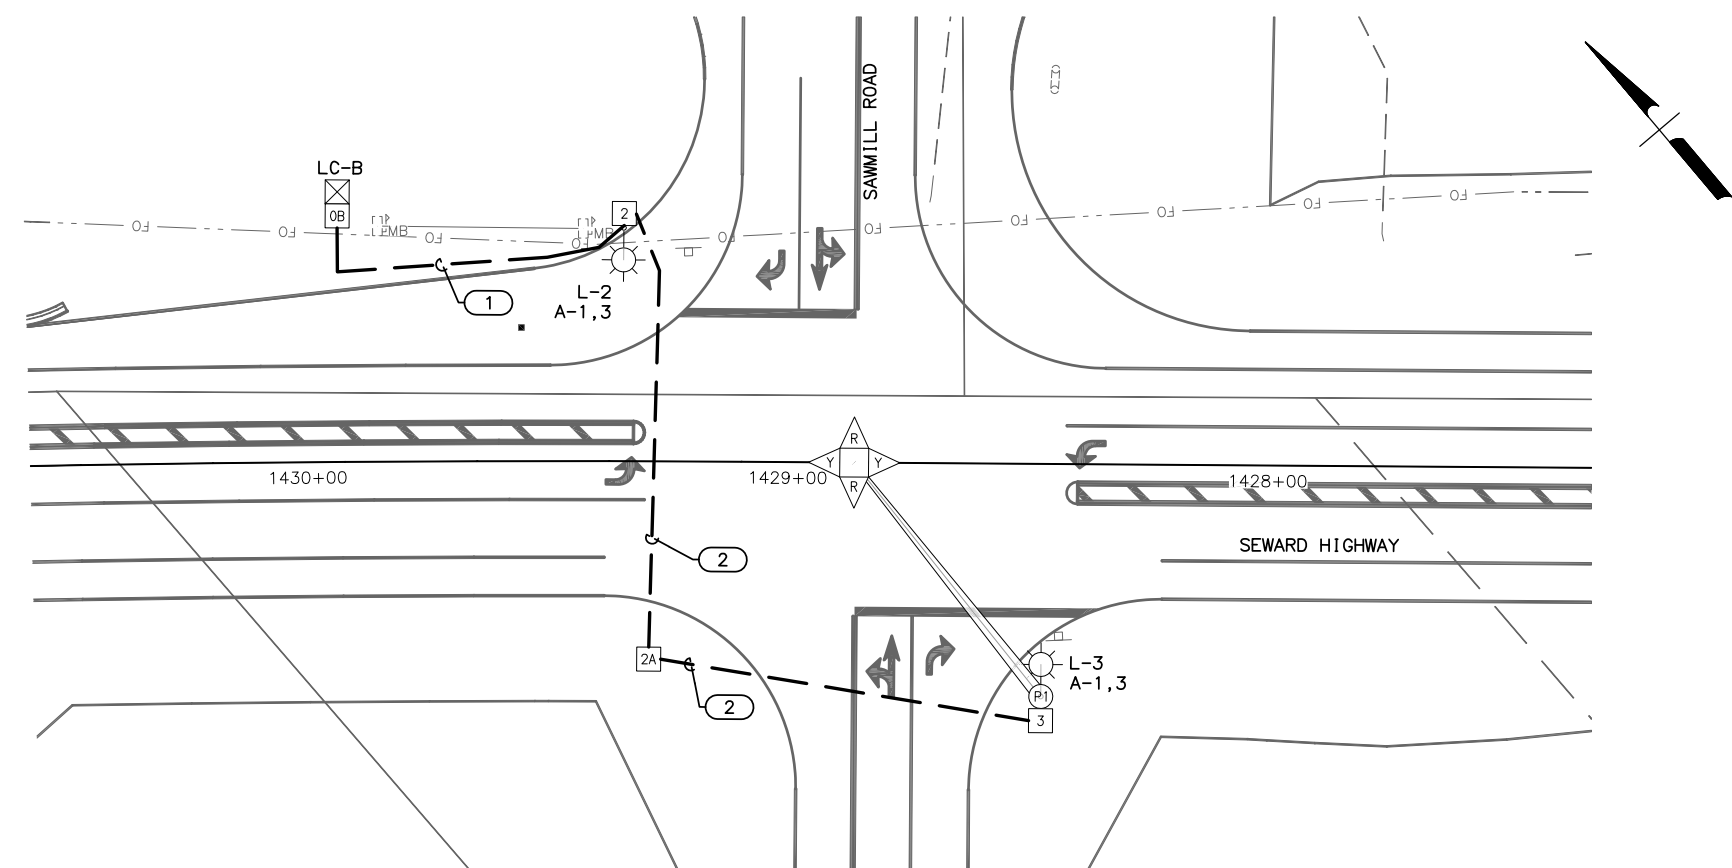 SAWMILL ROAD
LC-B
0B
2
FO
FO
FO
FO
FO
FO
FO
FO
FO
FO
MB
MB
1
L-2
A-1,3
R
Y
Y
R
1430+00
1429+00
1428+00
SEWARD HIGHWAY
2
2A
2
L-3
A-1,3
P1
3